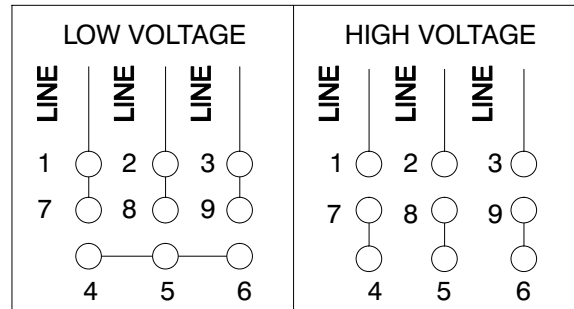 LOW VOLTAGE
LINE LINE LINE
1 2 3
7 8 9
4 5 6
HIGH VOLTAGE
LINE LINE LINE
1 2 3
7 8 9
4 5 6